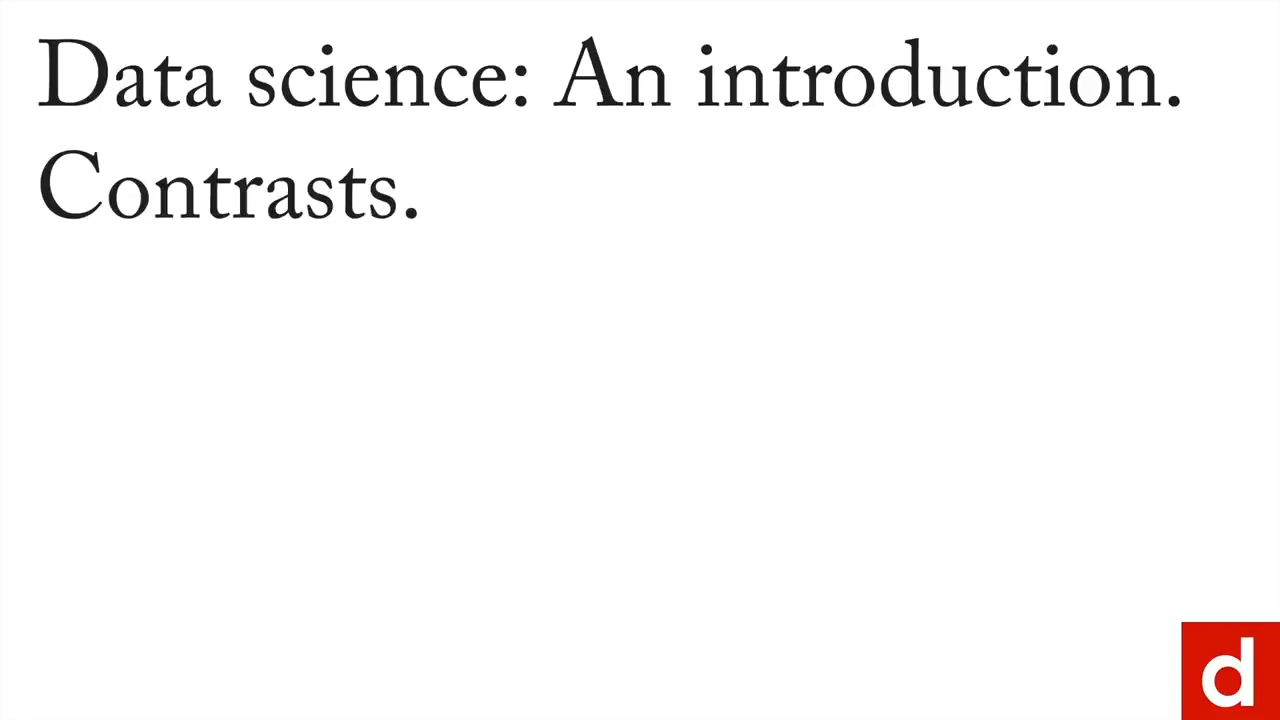 Data science: An introduction.
Contrasts.
d